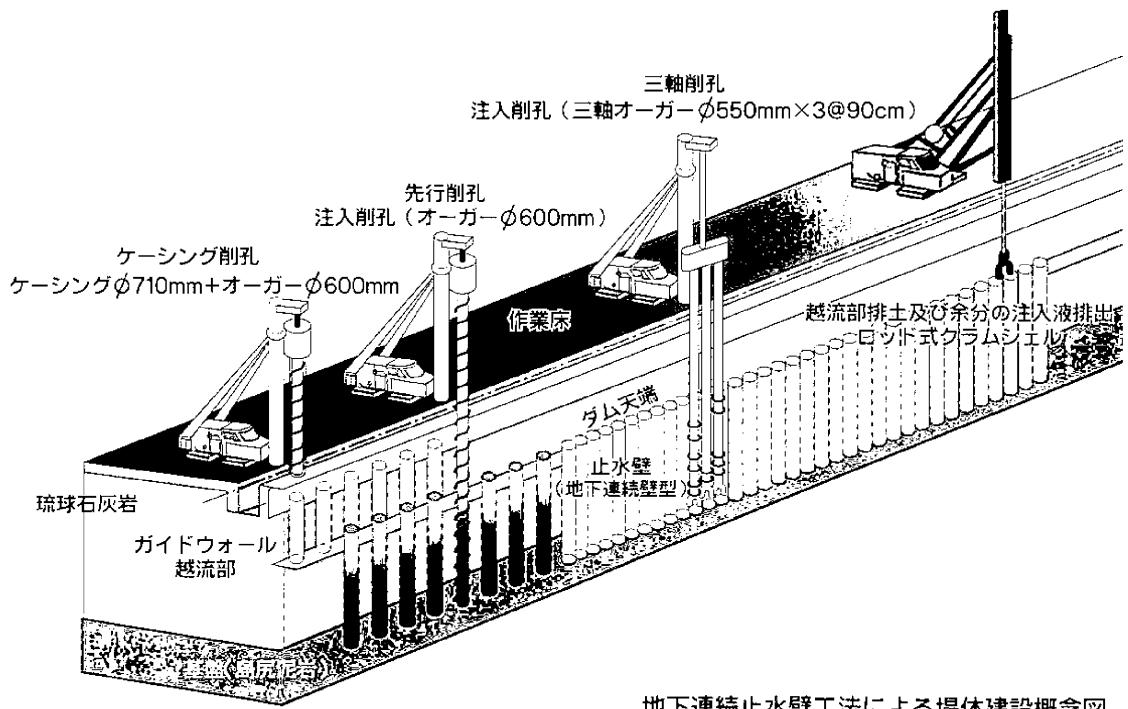 三軸削孔
注入削孔(三軸オーガーφ550mm×3@90cm)
先行削孔
注入削孔(オーガーφ600mm)
ケーシング削孔
ケーシングφ710mm+オーガーφ600mm
作業床
越流部排土及び余分の注入液排出
ロッド式クラムシェル
ダム天端
止水壁
(地下連続壁型)
琉球石灰岩
ガイドウォール
越流部
基盤(島尻泥岩)
地下連続止水壁工法による堤体建設概念図